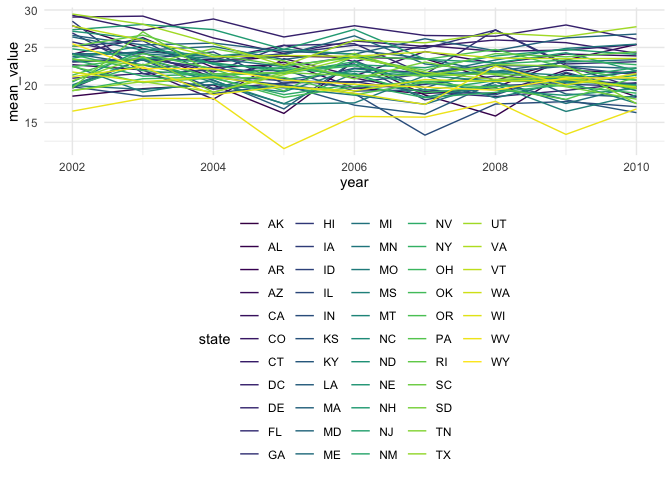 mean_value
30
25
20
15
2002 2004 2006 2008 2010
year
state
AK HI MI NV UT
AL IA MN NY VA
AR ID MO OH VT
AZ IL MS OK WA
CA IN MT OR WI
CO KS NC PA WV
CT KY ND RI WY
DC LA NE SC
DE MA NH SD
FL MD NJ TN
GA ME NM TX